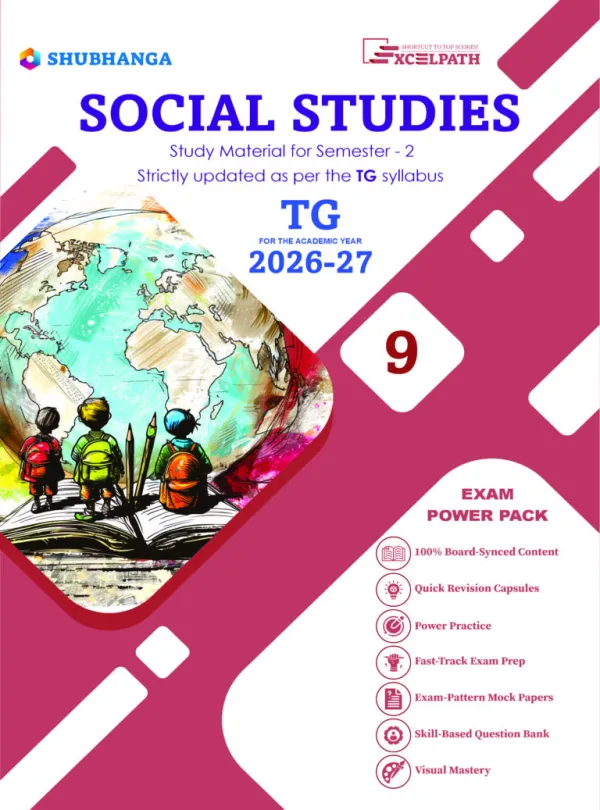 SHUBHANGA
SHORTCUT TO TOP SCORES!
EXCELPATH
SOCIAL STUDIES
Study Material for Semester - 2
Strictly updated as per the TG syllabus
TG
FOR THE ACADEMIC YEAR
2026-27
9
EXAM
POWER PACK
100% Board-Synced Content
Quick Revision Capsules
Power Practice
Fast-Track Exam Prep
Exam-Pattern Mock Papers
Skill-Based Question Bank
Visual Mastery